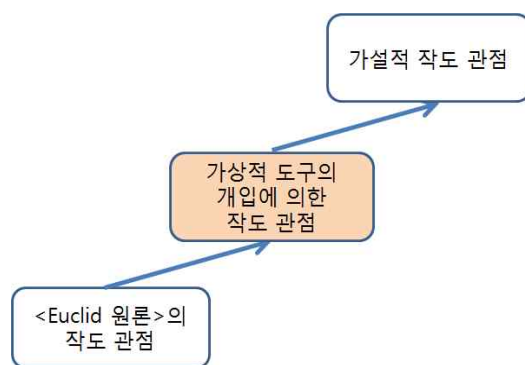 가설적 작도 관점
가상적 도구의
개입에 의한
작도 관점
<Euclid 원론>의
작도 관점